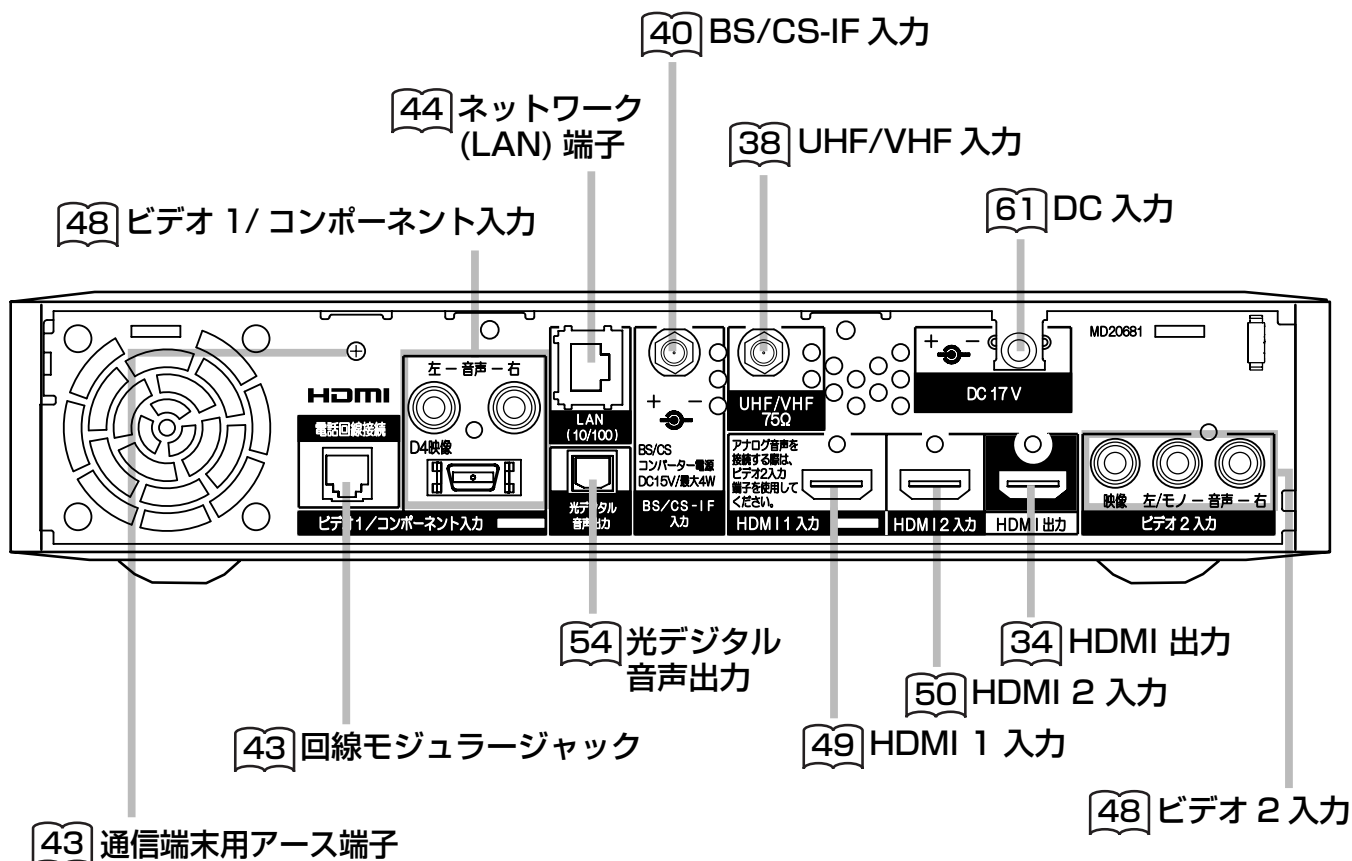 40 BS/CS-IF 入力
44 ネットワーク
(LAN) 端子
38 UHF/VHF 入力
48 ビデオ 1/ コンポーネント入力
61 DC 入力
MD20681
左 ー 音声 ー 右
+ −
DC 17 V
HDMI
電話回線接続
D4映像
ビデオ1/コンポーネント入力
LAN
(10/100)
光デジタル
音声出力
+ −
BS/CS
コンバーター電源
DC15V/最大4W
BS/CS-IF
入力
UHF/VHF
75Ω
アナログ音声を
接続する際は、
ビデオ2入力
端子を使用して
ください。
HDMI 1 入力
HDMI 2 入力
HDMI 出力
映像 左/モノ ー 音声 ー 右
ビデオ 2 入力
54 光デジタル
音声出力
34 HDMI 出力
50 HDMI 2 入力
43 回線モジュラージャック
49 HDMI 1 入力
48 ビデオ 2 入力
43 通信端末用アース端子